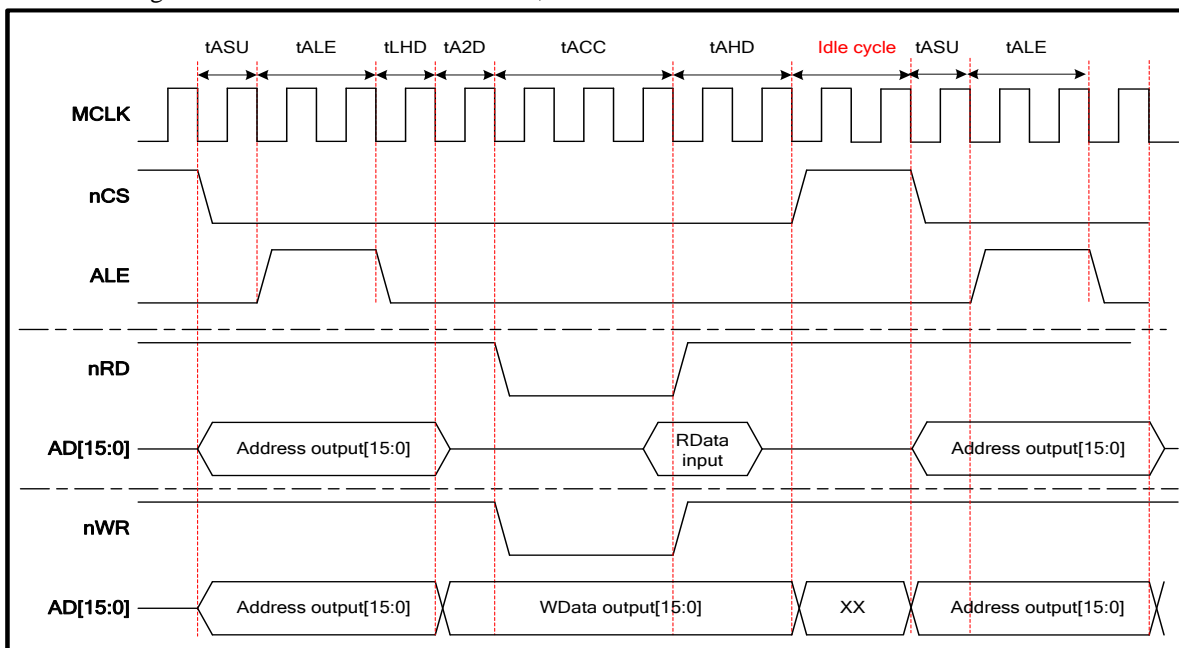 tASU tALE tLHD tA2D tACC tAHD Idle cycle tASU tALE
MCLK
nCS
ALE
nRD
AD[15:0] Address output[15:0] RData input Address output[15:0]
nWR
AD[15:0] Address output[15:0] WData output[15:0] XX Address output[15:0]